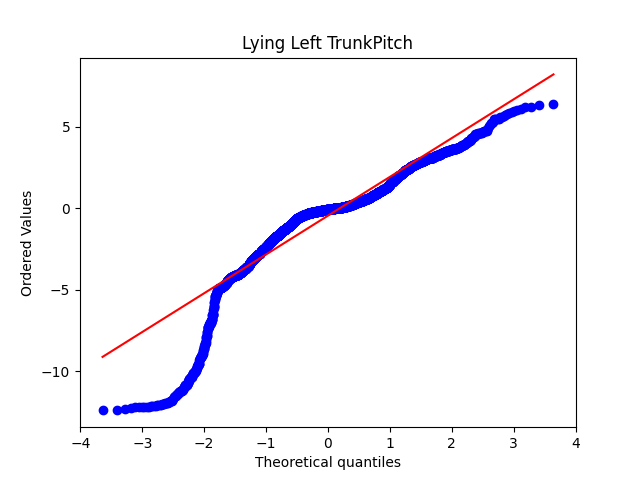 Lying Left TrunkPitch
Ordered Values
5
0
−5
−10
−4 −3 −2 −1 0 1 2 3 4
Theoretical quantiles